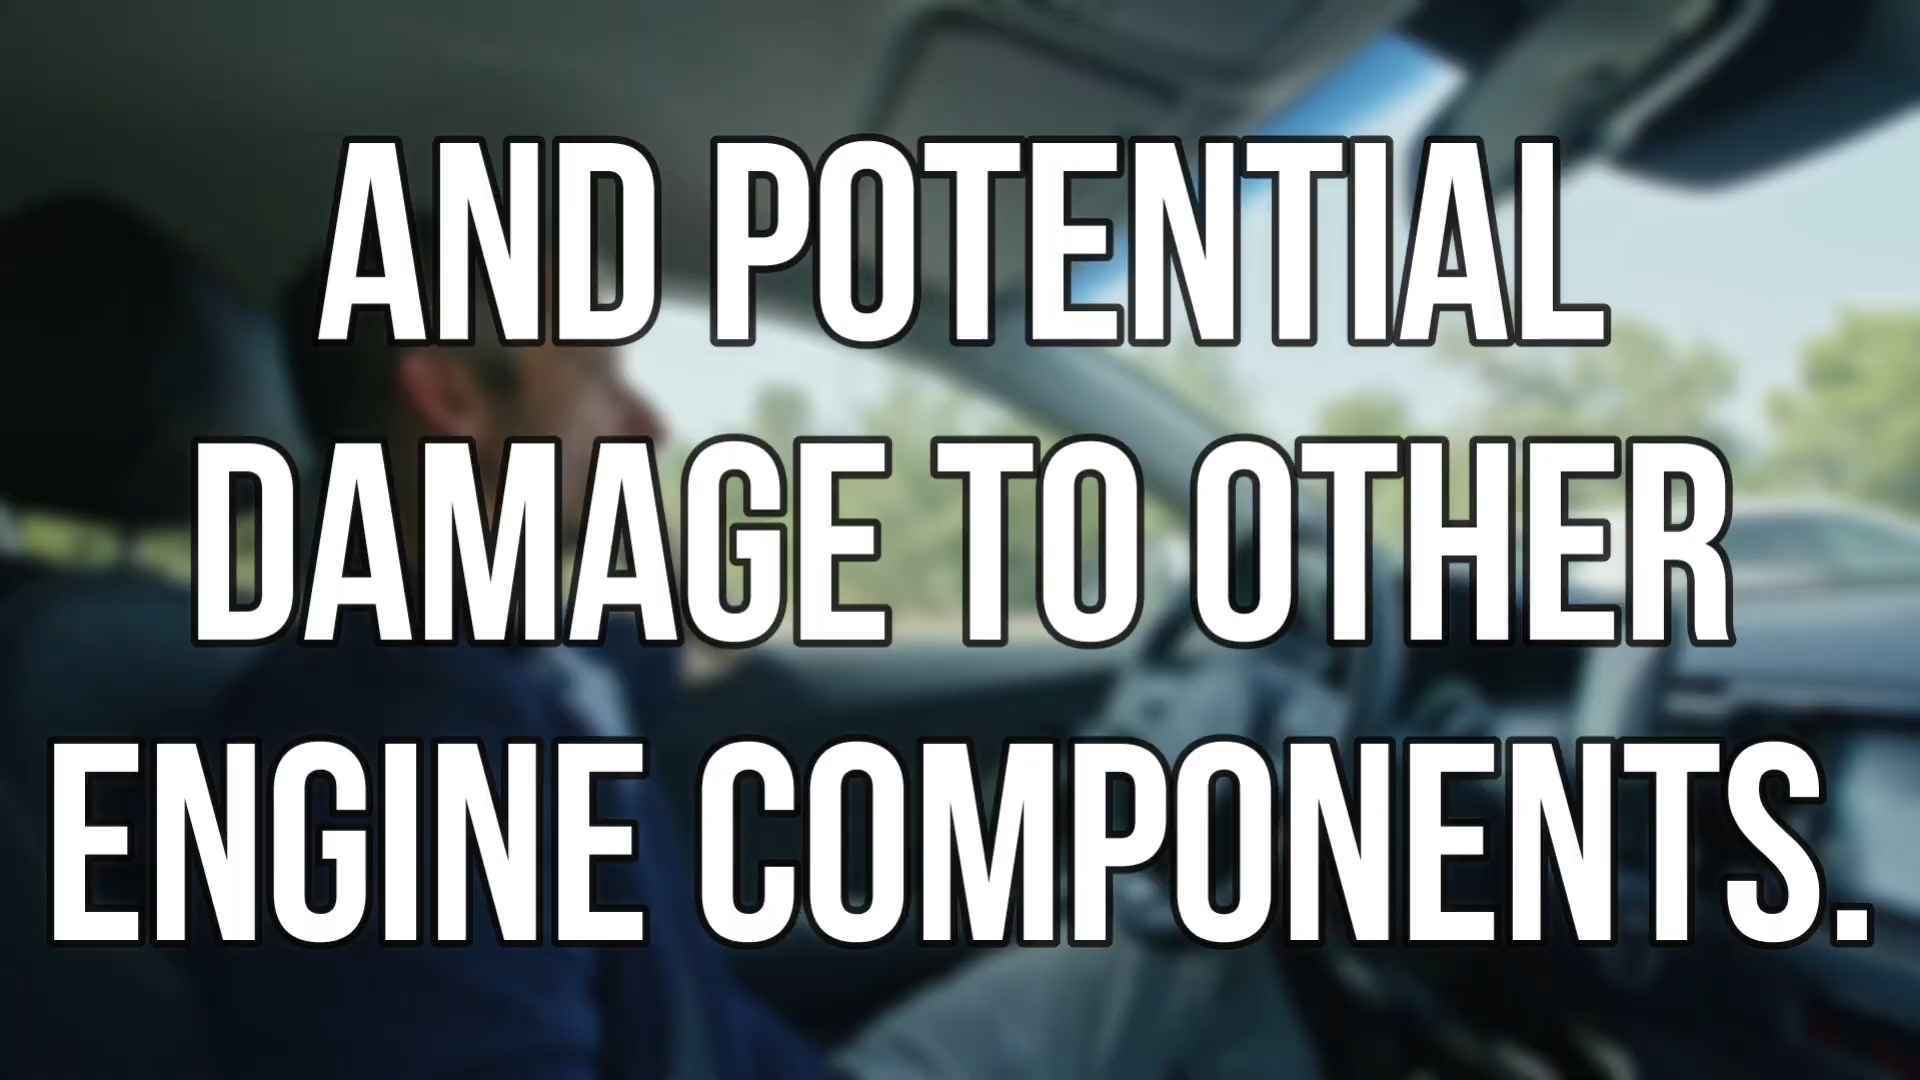 AND POTENTIAL
DAMAGE TO OTHER
ENGINE COMPONENTS.